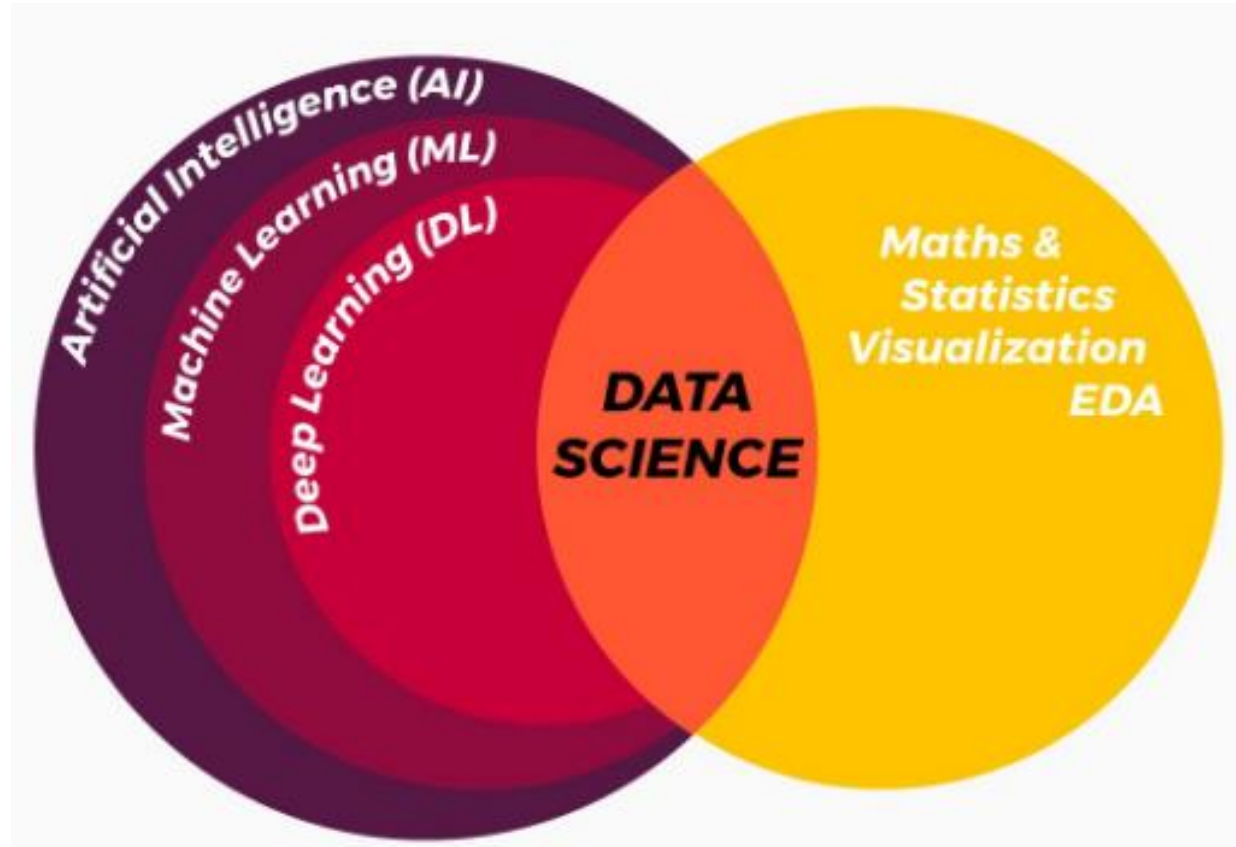 Artificial Intelligence (AI)
Machine Learning (ML)
Deep Learning (DL)
DATA
SCIENCE
Maths &
Statistics
Visualization
EDA